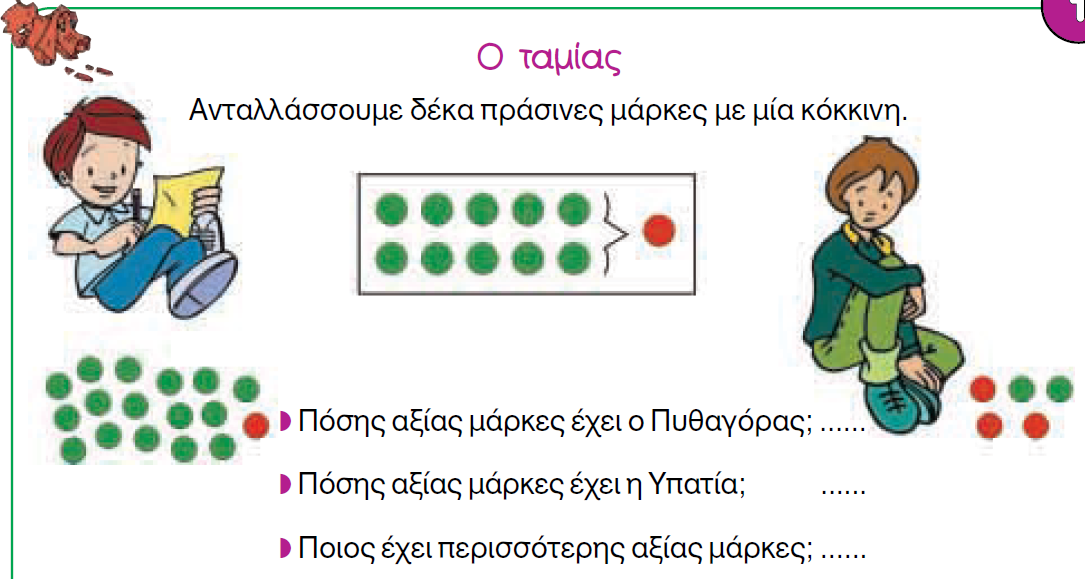 Ο ταμίας
Ανταλλάσσουμε δέκα πράσινες μάρκες με μία κόκκινη.
Πόσης αξίας μάρκες έχει ο Πυθαγόρας; ......
Πόσης αξίας μάρκες έχει η Υπατία; ......
Ποιος έχει περισσότερης αξίας μάρκες; ......